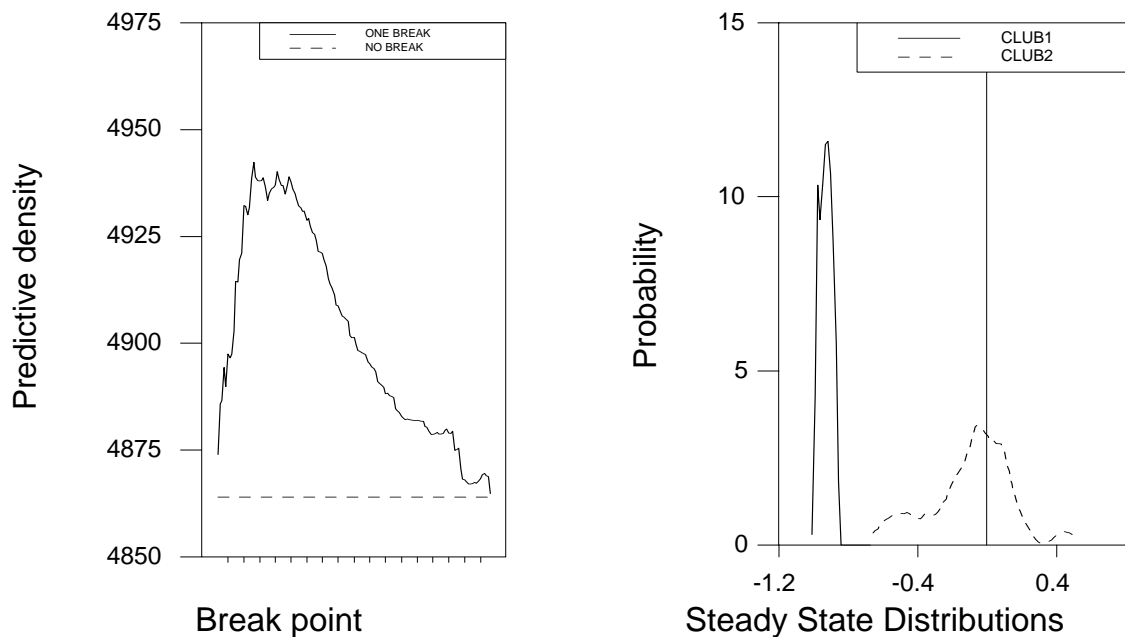 4975
4950
4925
4900
4875
4850
Predictive density
ONE BREAK
NO BREAK
Break point
15
10
5
0
Probability
CLUB1
CLUB2
-1.2
-0.4
0.4
Steady State Distributions